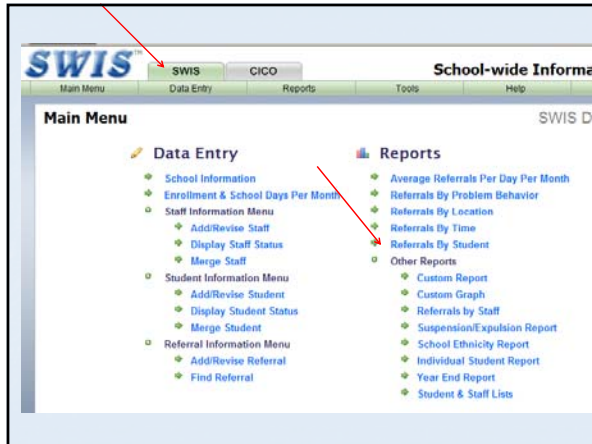 SWIS™ SWIS CICO School-wide Informa
Main Menu Data Entry Reports Tools Help
Main Menu SWIS D
Data Entry
School Information
Enrollment & School Days Per Month
Staff Information Menu
Add/Revise Staff
Display Staff Status
Merge Staff
Student Information Menu
Add/Revise Student
Display Student Status
Merge Student
Referral Information Menu
Add/Revise Referral
Find Referral
Reports
Average Referrals Per Day Per Month
Referrals By Problem Behavior
Referrals By Location
Referrals By Time
Referrals By Student
Other Reports
Custom Report
Custom Graph
Referrals by Staff
Suspension/Expulsion Report
School Ethnicity Report
Individual Student Report
Year End Report
Student & Staff Lists